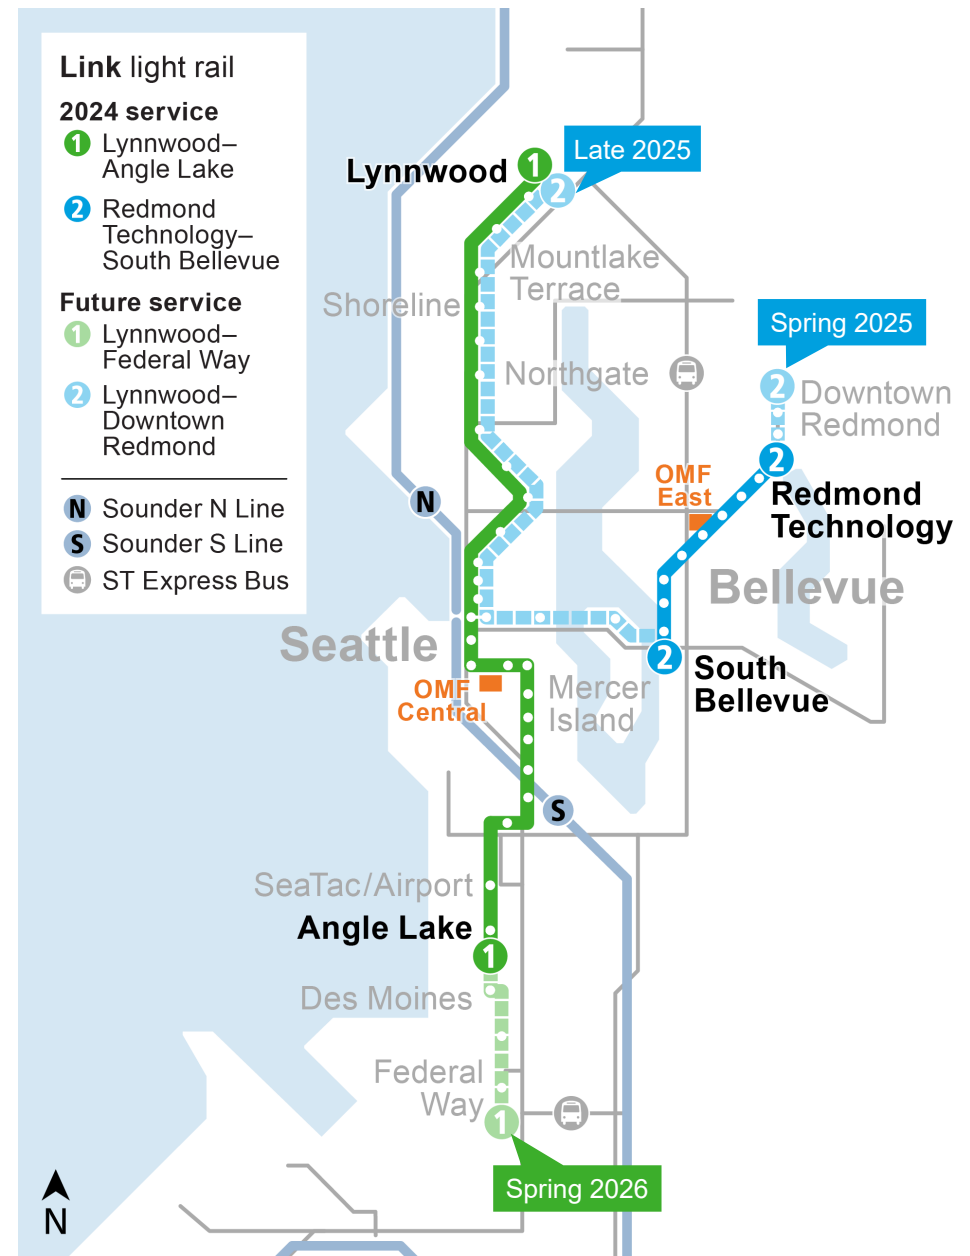 Link light rail
2024 service
1 Lynnwood–
Angle Lake
2 Redmond
Technology–
South Bellevue
Future service
1 Lynnwood–
Federal Way
2 Lynnwood–
Downtown
Redmond
N Sounder N Line
S Sounder S Line
ST Express Bus
Lynnwood 1
Late 2025
2
Mountlake
Terrace
Shoreline
Spring 2025
Northgate
2 Downtown
Redmond
2
Redmond
Technology
OMF
East
N
Bellevue
Seattle
2 South
Bellevue
OMF
Central
Mercer
Island
S
SeaTac/Airport
Angle Lake
1
Des Moines
Federal
Way
1
Spring 2026
N